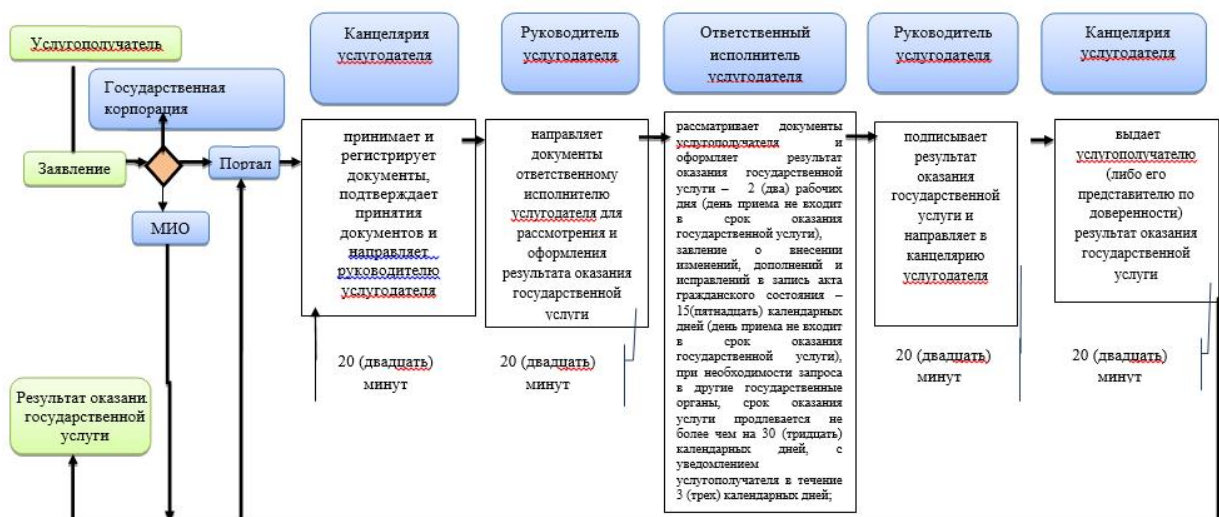 Услугополучатель
Государственная
корпорация
Заявление
Портал
МИО
Результат оказани
государственной
услуги
Канцелярия
услугодателя
принимает и
регистрирует
документы,
подтверждает
принятия
документов и
направляет
руководителю
услугодателя
20 (двадцать)
минут
Руководитель
услугодателя
направляет
документы
ответственному
исполнителю
услугодателя для
рассмотрения и
оформления
результата оказания
государственной
услуги
20 (двадцать)
минут
Ответственный
исполнитель
услугодателя
рассматривает документы
услугополучателя и
оформляет результат
оказания государственной
услуги – 2 (два) рабочих
дня (день приема не входит
в срок оказания
государственной услуги),
завление о внесении
изменений, дополнений и
исправлений в запись акта
гражданского состояния –
15(пятнадцать) календарных
дней (день приема не входит
в срок оказания
государственной услуги),
при необходимости запроса
в другие государственные
органы, срок оказания
услуги продлевается не
более чем на 30 (тридцать)
календарных дней, с
уведомлением
услугополучателя в течение
3 (трех) календарных дней;
Руководитель
услугодателя
подписывает
результат
оказания
государственной
услуги и
направляет в
канцелярию
услугодателя
20 (двадцать)
минут
Канцелярия
услугодателя
выдает
услугополучателю
(либо его
представителю по
доверенности)
результат оказания
государственной
услуги
20 (двадцать)
минут